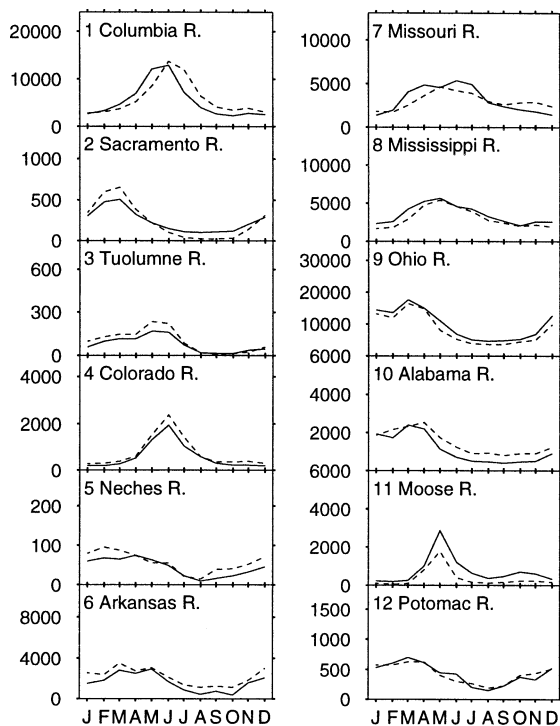 20000
1 Columbia R.
10000
0
2 Sacramento R.
1000
500
0
3 Tuolumne R.
600
300
0
4 Colorado R.
4000
2000
0
5 Neches R.
200
100
0
6 Arkansas R.
8000
4000
0
J FMAM J J A S O N D
10000
7 Missouri R.
5000
0
8 Mississippi R.
10000
5000
0
9 Ohio R.
30000
20000
10000
6000
10 Alabama R.
4000
2000
6000
11 Moose R.
4000
2000
0
12 Potomac R.
1500
1000
500
0
J FMAM J J A S O N D